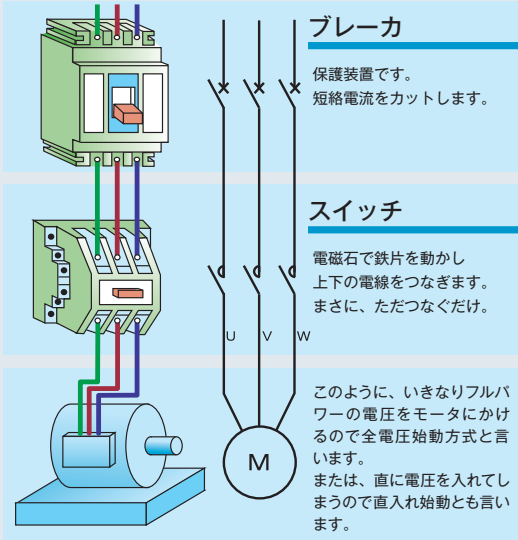 ブレーカ
保護装置です。
短絡電流をカットします。
スイッチ
電磁石で鉄片を動かし
上下の電線をつなぎます。
まさに、ただつなぐだけ。
U V W
このように、いきなりフルパ
ワーの電圧をモータにかけ
るので全電圧始動方式と言
います。
または、直に電圧を入れてし
まうので直入れ始動とも言い
ます。
M